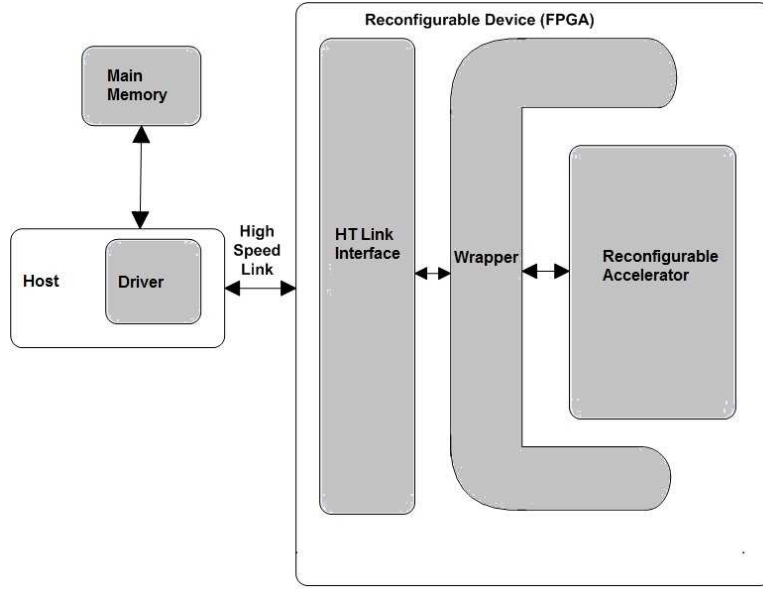 Reconfigurable Device (FPGA)
Main
Memory
High
Speed
Link
Host
Driver
HT Link
Interface
Wrapper
Reconfigurable
Accelerator